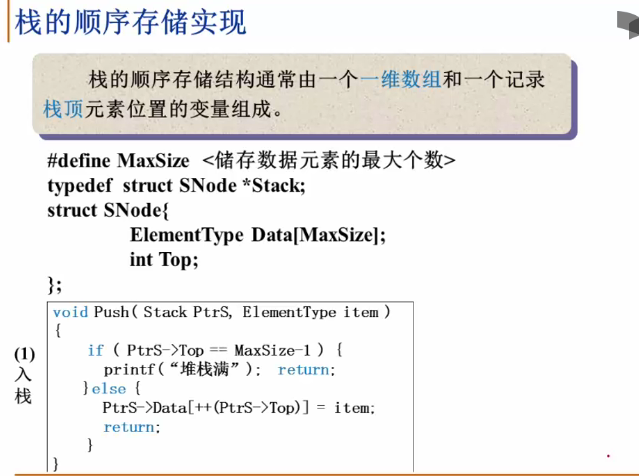 栈的顺序存储实现
栈的顺序存储结构通常由一个一维数组和一个记录
栈顶元素位置的变量组成。
#define MaxSize <储存数据元素的最大个数>
typedef struct SNode *Stack;
struct SNode{
ElementType Data[MaxSize];
int Top;
};
(1)
入
栈
void Push( Stack PtrS, ElementType item )
{
if ( PtrS->Top == MaxSize-1 ) {
printf(“堆栈满”); return;
}else {
PtrS->Data[++(PtrS->Top)] = item;
return;
}
}